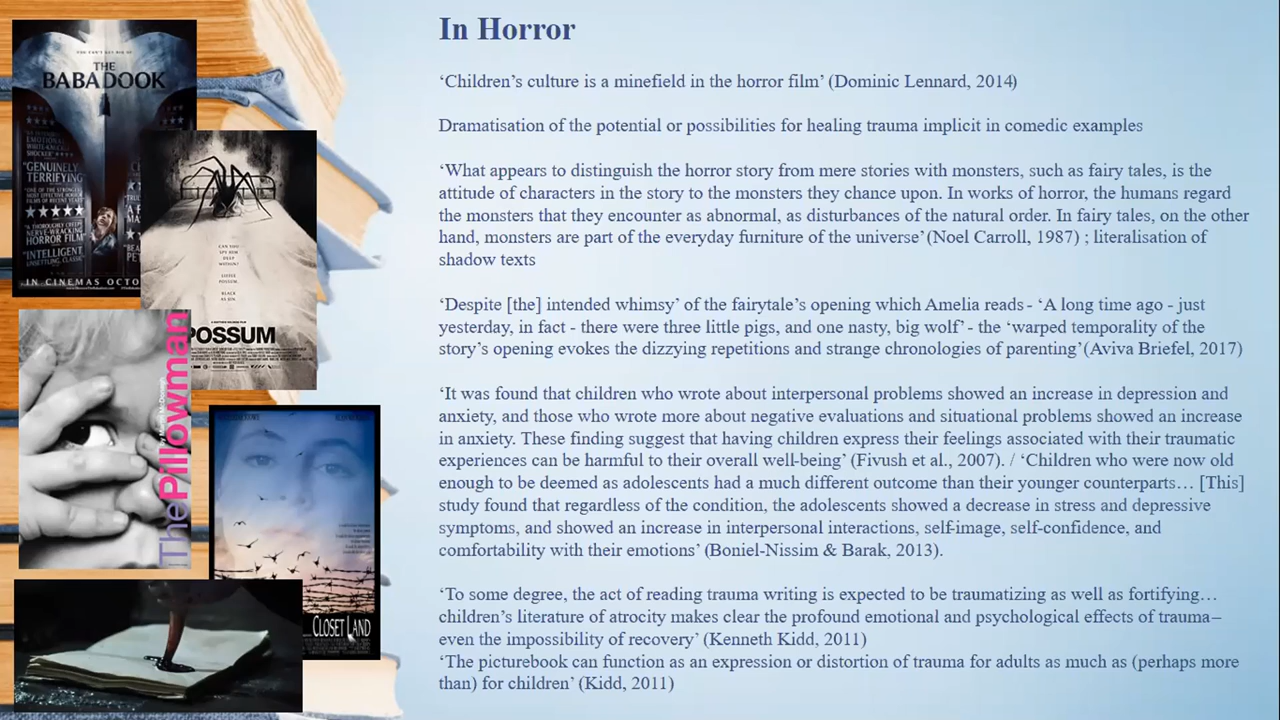 In Horror
‘Children’s culture is a minefield in the horror film’ (Dominic Lennard, 2014)
Dramatisation of the potential or possibilities for healing trauma implicit in comedic examples
‘What appears to distinguish the horror story from mere stories with monsters, such as fairy tales, is the
attitude of characters in the story to the monsters they chance upon. In works of horror, the humans regard
the monsters that they encounter as abnormal, as disturbances of the natural order. In fairy tales, on the other
hand, monsters are part of the everyday furniture of the universe’(Noel Carroll, 1987) ; literalisation of
shadow texts
‘Despite [the] intended whimsy’ of the fairytale’s opening which Amelia reads - ‘A long time ago - just
yesterday, in fact - there were three little pigs, and one nasty, big wolf’ - the ‘warped temporality of the
story’s opening evokes the haunting repetitions and strange chronologies of parenting’(Aviva Briefel, 2017)
‘It was found that children who wrote about interpersonal problems showed an increase in depression and
anxiety, and those who wrote more about negative evaluations and situational problems showed an increase
in anxiety. These finding suggest that having children express their feelings associated with their traumatic
experiences can be harmful to their overall well-being’ (Fivush et al., 2007). / ‘Children who were now old
enough to be deemed as adolescents had a much different outcome than their younger counterparts… [This]
study found that regardless of the condition, the adolescents showed a decrease in stress and depressive
symptoms, and showed an increase in interpersonal interactions, self-image, self-confidence, and
comfortability with their emotions’ (Boniel-Nissim & Barak, 2013).
‘To some degree, the act of reading trauma writing is expected to be traumatizing as well as fortifying…
children’s literature of atrocity makes clear the profound emotional and psychological effects of trauma–
even the impossibility of recovery’ (Kenneth Kidd, 2011)
‘The picturebook can function as an expression or distortion of trauma for adults as much as (perhaps more
than) for children’ (Kidd, 2011)
THE
BABADOOK
"GENUINELY
TERRIFYING"
HORROR FILM"
"INTELLIGENT
UNSETTLING, CLASSIC"
IN CINEMAS OCTO
CAN YOU
SPY HIM
DEEP
WITHIN?
LITTLE
POSSUM.
BLACK
AS SIN.
POSSUM
The Pillowman
CLOSET LAND